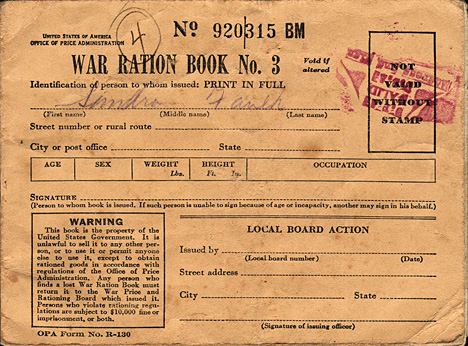 UNITED STATES OF AMERICA
OFFICE OF PRICE ADMINISTRATION
4
Nº 920315 BM
WAR RATION BOOK No. 3
Void if
altered
NOT
VALID
WITHOUT
STAMP
Identification of person to whom issued: PRINT IN FULL
Sandra
(First name) (Middle name) (Last name)
Street number or rural route
City or post office State
AGE SEX WEIGHT HEIGHT OCCUPATION
Lbs. Ft. In.
SIGNATURE
(Person to whom book is issued. If such person is unable to sign because of age or incapacity, another may sign in his behalf.)
WARNING
This book is the property of the
United States Government. It is
unlawful to sell it to any other per-
son, or to use it or permit anyone
else to use it, except to obtain
rationed goods in accordance with
regulations of the Office of Price
Administration. Any person who
finds a lost War Ration Book must
return it to the War Price and
Rationing Board which issued it.
Persons who violate rationing regu-
lations are subject to $10,000 fine or
imprisonment, or both.
OPA Form No. R-130
LOCAL BOARD ACTION
Issued by
(Local board number) (Date)
Street address
City State
(Signature of issuing officer)